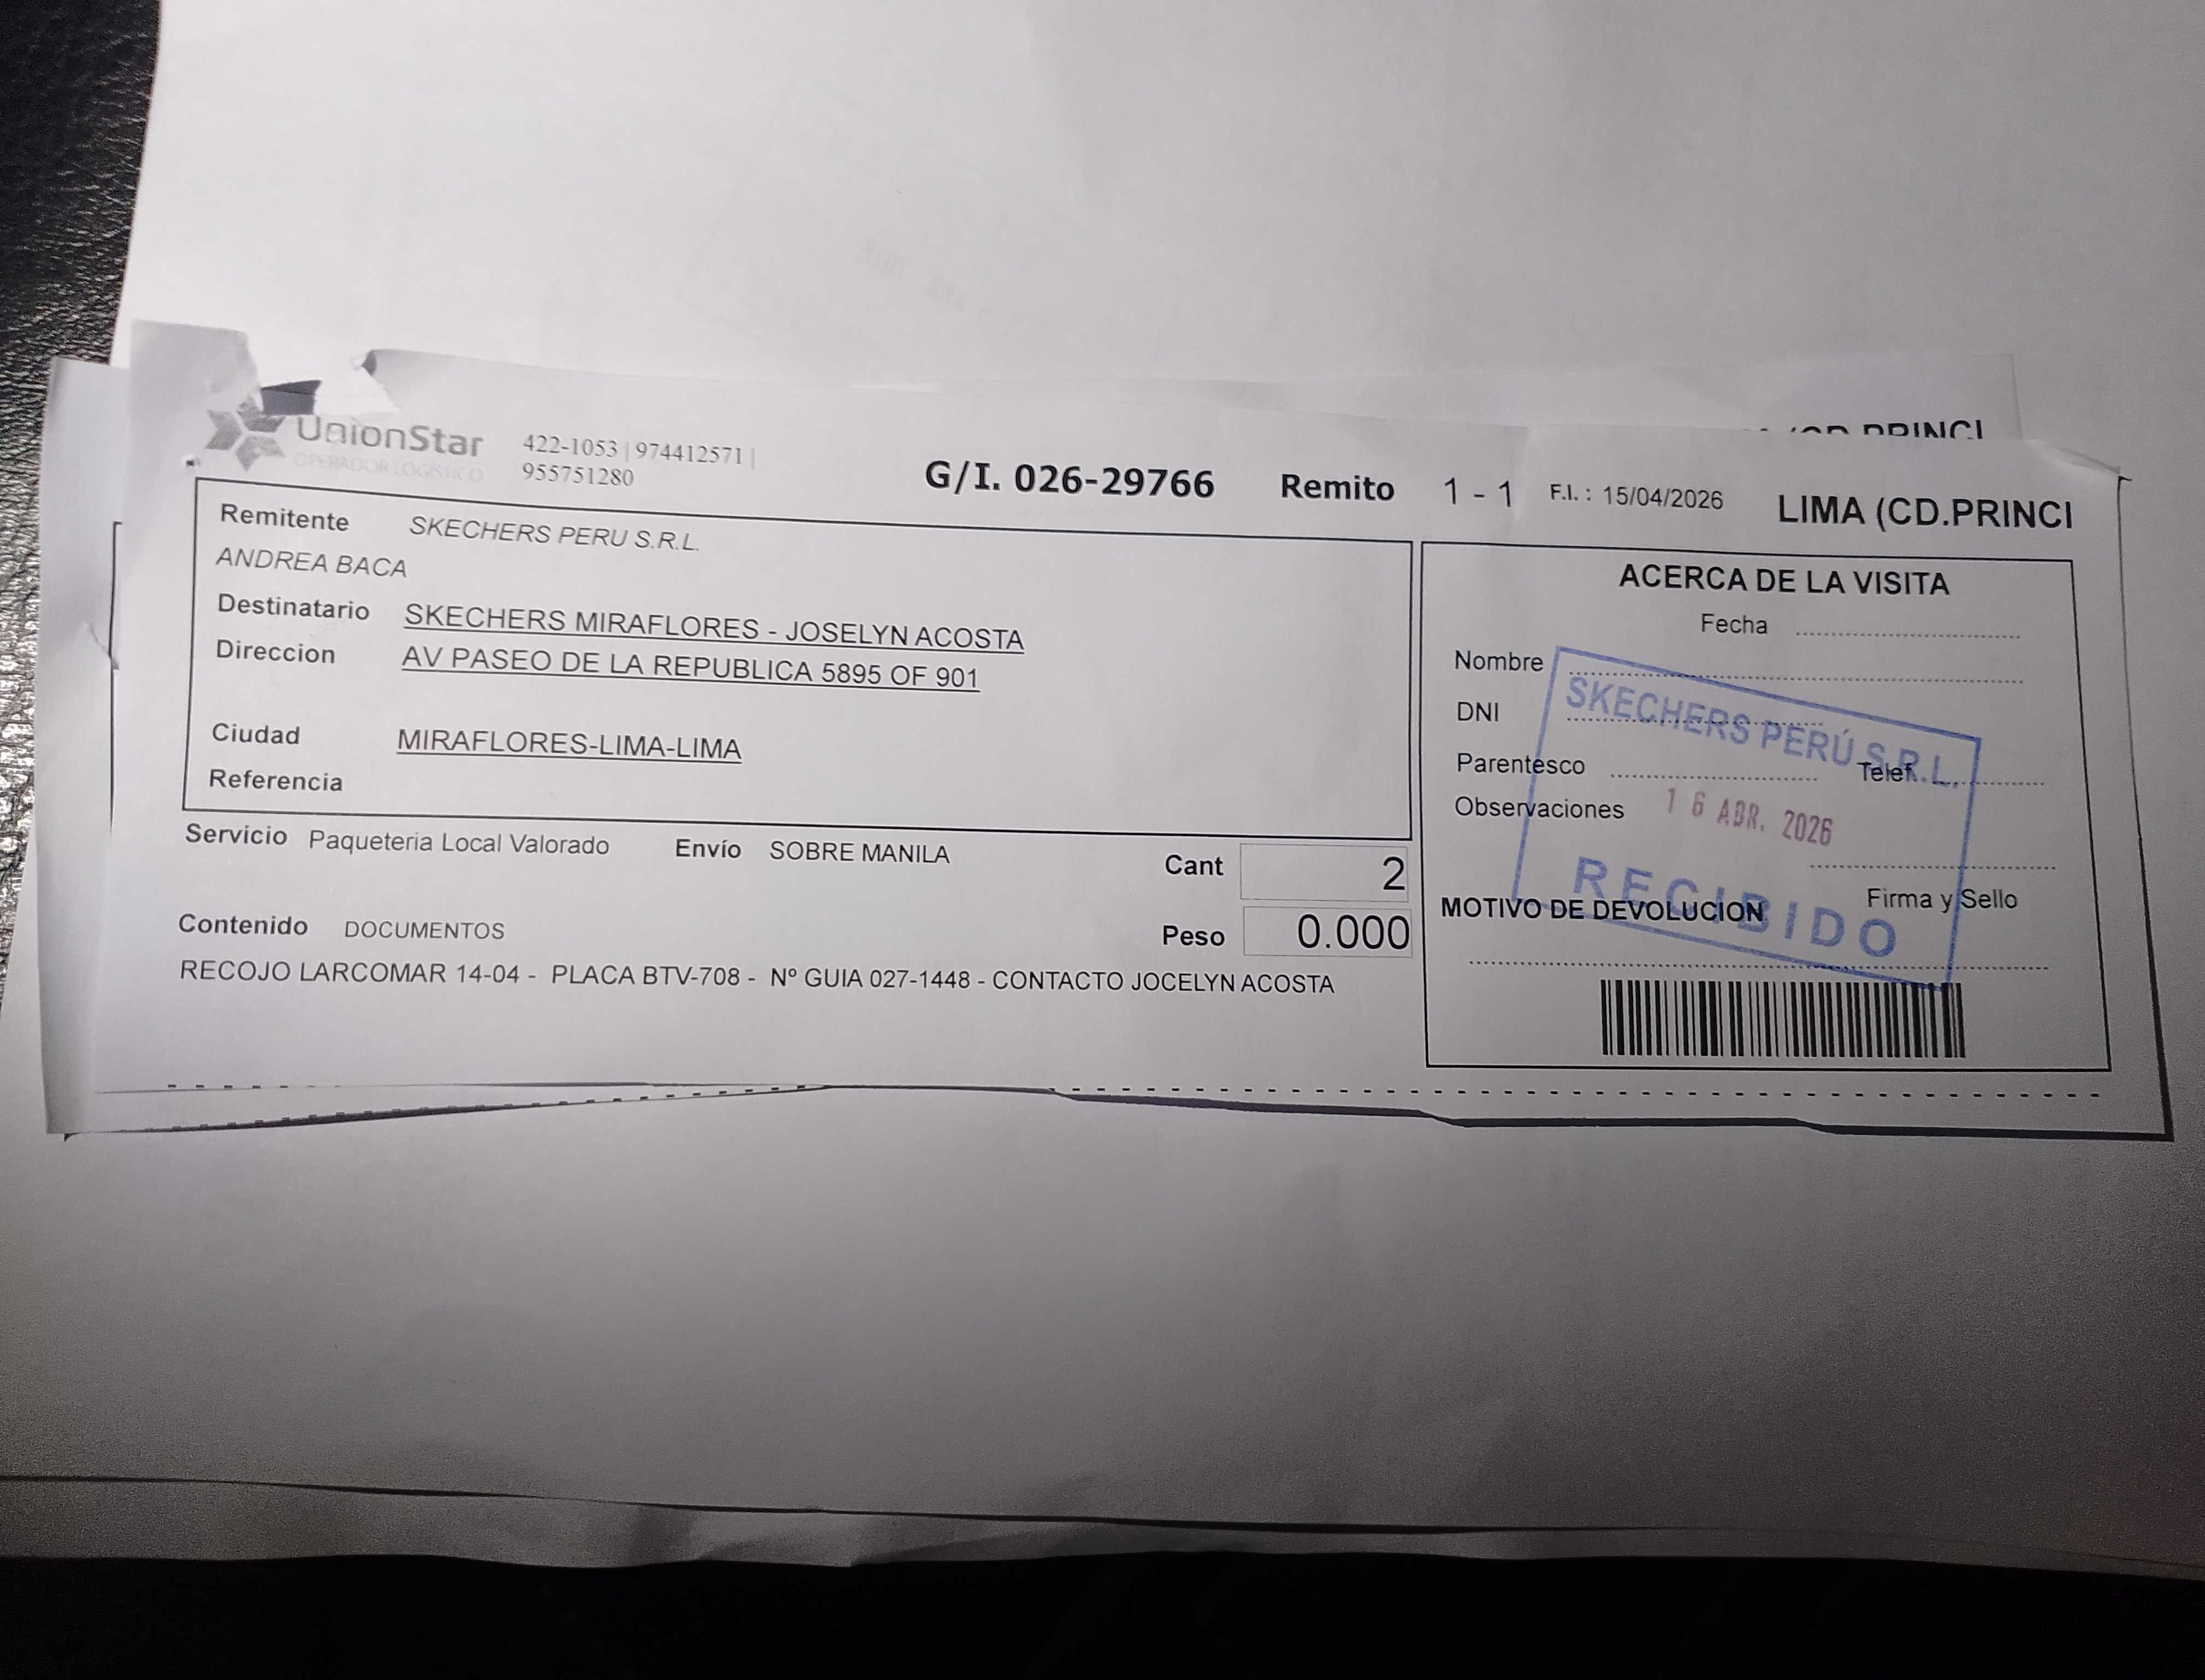 UnionStar
OPERADOR LOGISTICO
422-1053 | 974412571 |
955751280
G/I. 026-29766 Remito 1 - 1 F.I. : 15/04/2026 LIMA (CD.PRINCI
Remitente SKECHERS PERU S.R.L.
ANDREA BACA
Destinatario SKECHERS MIRAFLORES - JOSELYN ACOSTA
Direccion AV PASEO DE LA REPUBLICA 5895 OF 901
Ciudad MIRAFLORES-LIMA-LIMA
Referencia
Servicio Paqueteria Local Valorado Envío SOBRE MANILA Cant 2
Contenido DOCUMENTOS Peso 0.000
RECOJO LARCOMAR 14-04 - PLACA BTV-708 - Nº GUIA 027-1448 - CONTACTO JOCELYN ACOSTA
ACERCA DE LA VISITA
Fecha
Nombre
DNI
Parentesco Telef.
Observaciones
Firma y Sello
MOTIVO DE DEVOLUCION
SKECHERS PERÚ S.R.L.
16 ABR. 2026
RECIBIDO